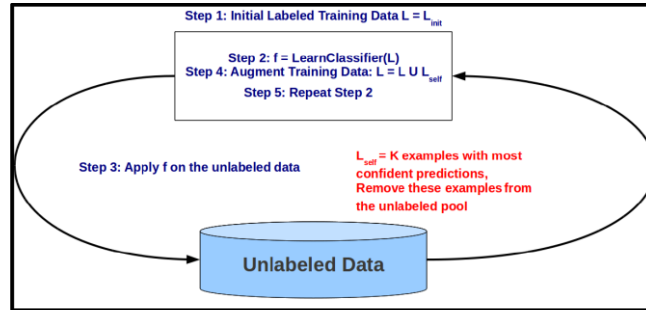 Step 1: Initial Labeled Training Data L = L_init
Step 2: f = LearnClassifier(L)
Step 4: Augment Training Data: L = L U L_self
Step 5: Repeat Step 2
Step 3: Apply f on the unlabeled data
L_self = K examples with most
confident predictions,
Remove these examples from
the unlabeled pool
Unlabeled Data